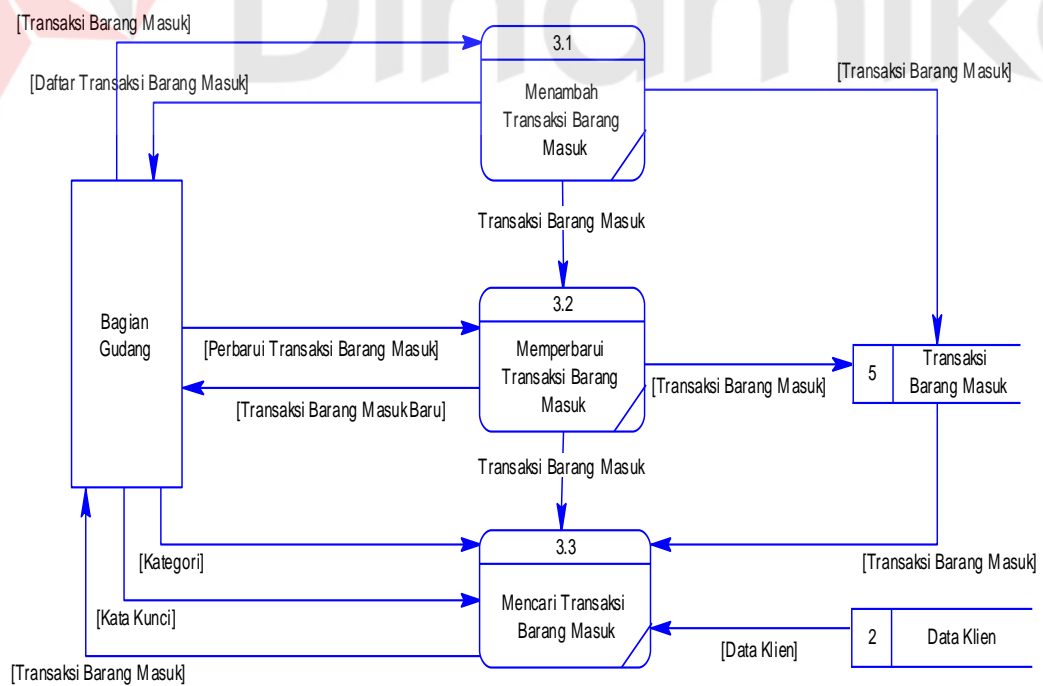 Dinamika
[Transaksi Barang Masuk]
3.1
[Transaksi Barang Masuk]
[Daftar Transaksi Barang Masuk]
Menambah
Transaksi Barang
Masuk
Transaksi Barang Masuk
3.2
Bagian
Gudang
[Perbarui Transaksi Barang Masuk]
Memperbarui
Transaksi Barang
Masuk
5
Transaksi
Barang Masuk
[Transaksi Barang Masuk]
[Transaksi Barang Masuk Baru]
Transaksi Barang Masuk
3.3
[Kategori]
[Transaksi Barang Masuk]
Mencari Transaksi
Barang Masuk
[Kata Kunci]
2
Data Klien
[Data Klien]
[Transaksi Barang Masuk]